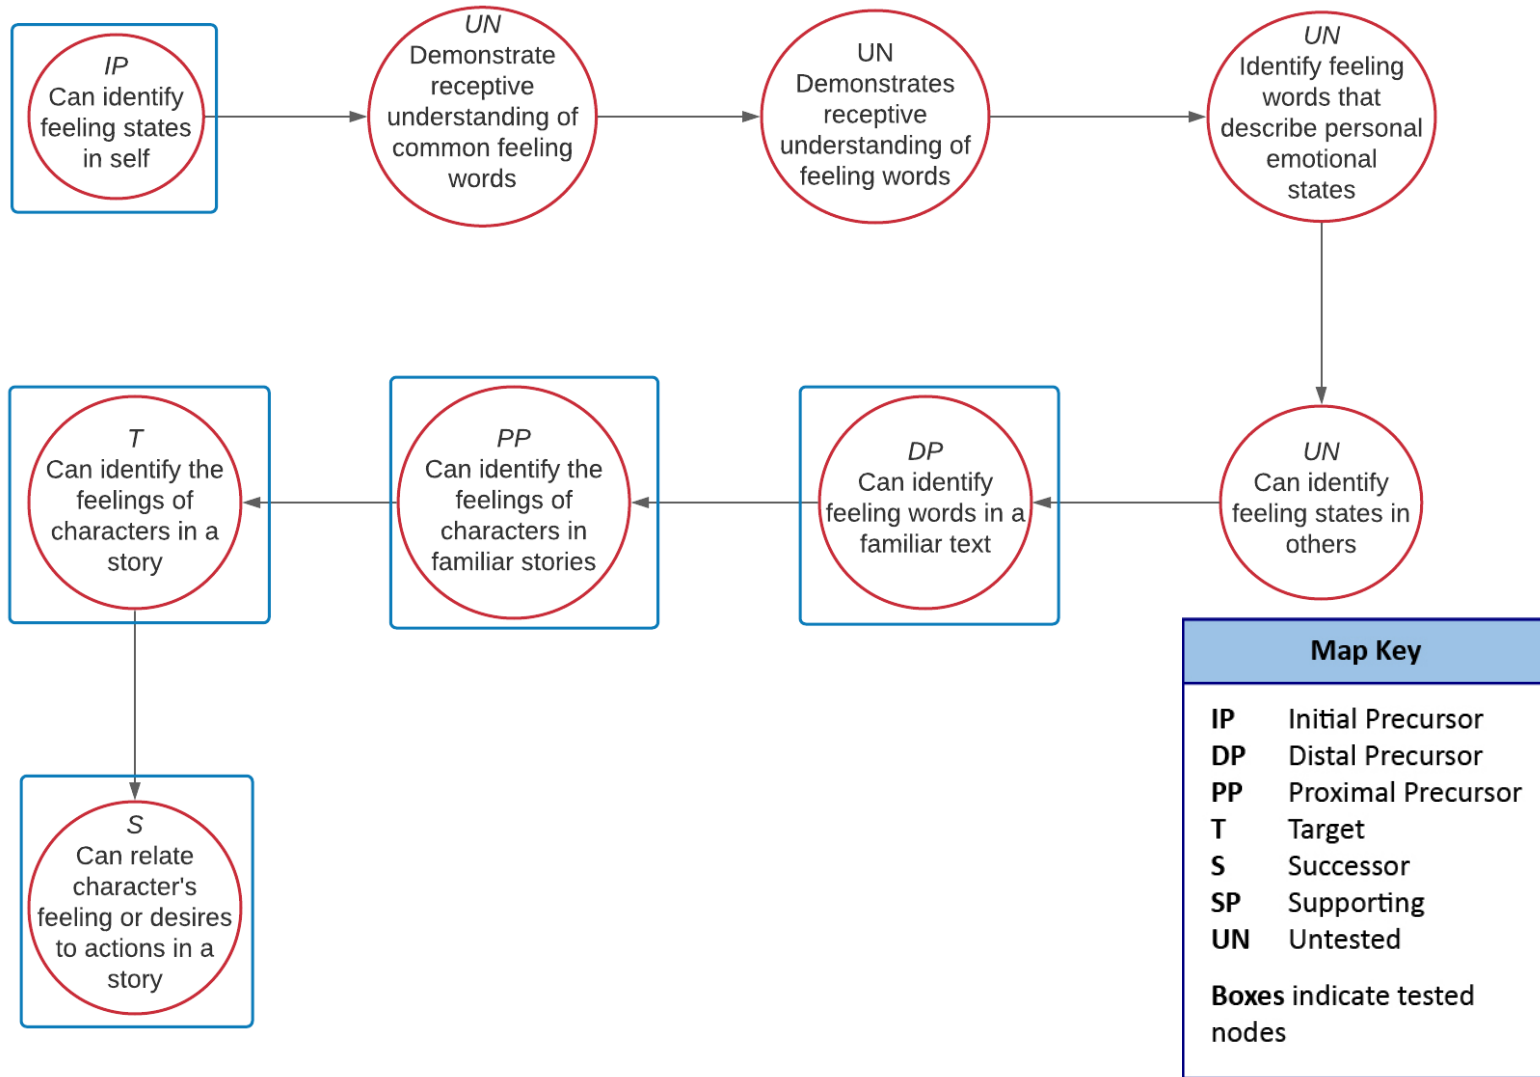 IP
Can identify
feeling states
in self
UN
Demonstrate
receptive
understanding of
common feeling
words
UN
Demonstrates
receptive
understanding of
feeling words
UN
Identify feeling
words that
describe personal
emotional
states
T
Can identify the
feelings of
characters in a
story
PP
Can identify the
feelings of
characters in
familiar stories
DP
Can identify
feeling words in a
familiar text
UN
Can identify
feeling states in
others
S
Can relate
character's
feeling or desires
to actions in a
story
Map Key
IP Initial Precursor
DP Distal Precursor
PP Proximal Precursor
T Target
S Successor
SP Supporting
UN Untested
Boxes indicate tested
nodes